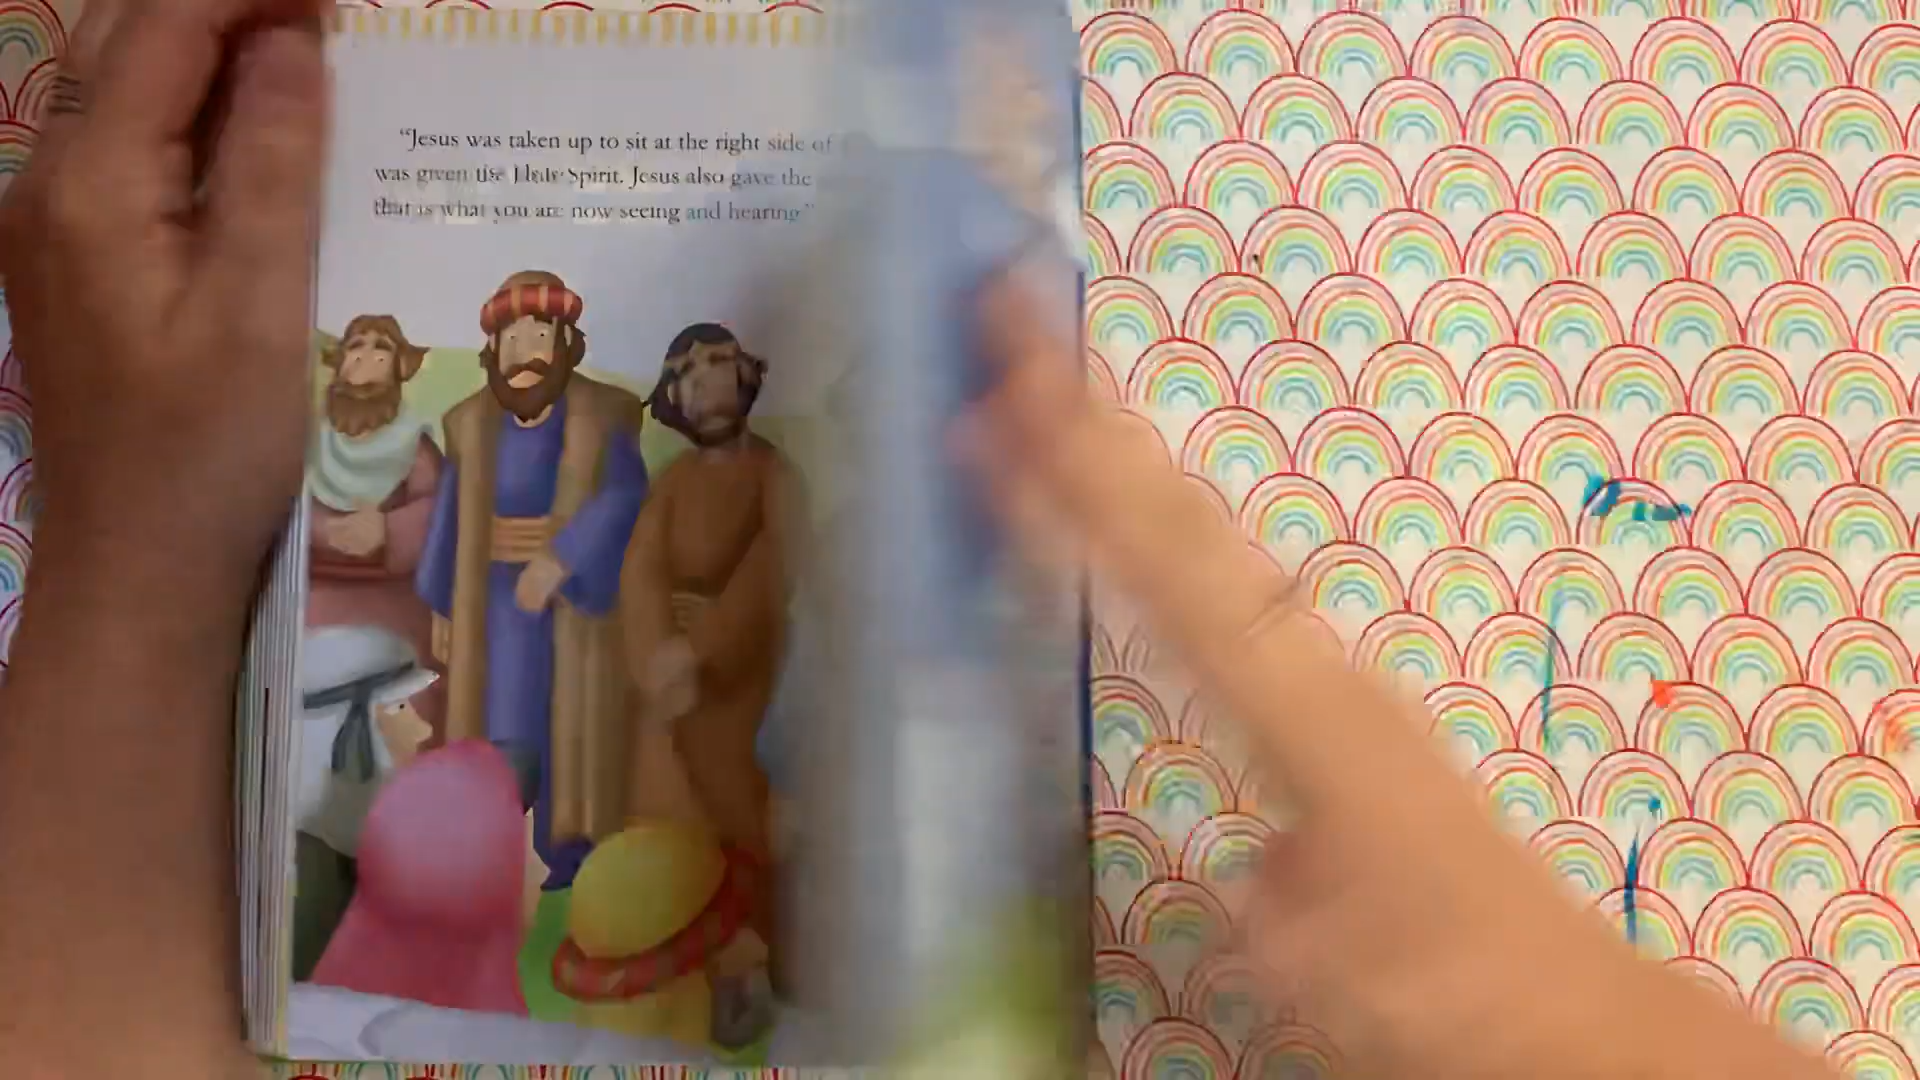 “Jesus was taken up to sit at the right side of
was given the Holy Spirit. Jesus also gave the
that is what you are now seeing and hearing.”